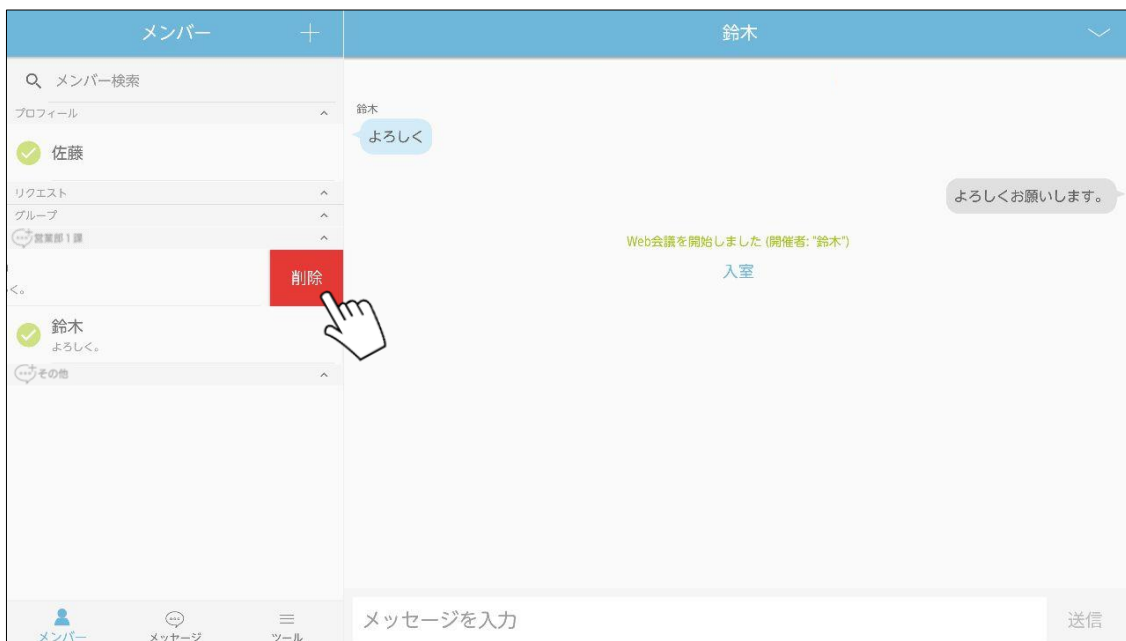 メンバー
メンバー検索
プロフィール
佐藤
リクエスト
グループ
営業部1課
く。
削除
鈴木
よろしく。
その他
メンバー
メッセージ
ツール
鈴木
鈴木
よろしく
よろしくお願いします。
Web会議を開始しました (開催者: "鈴木")
入室
メッセージを入力
送信